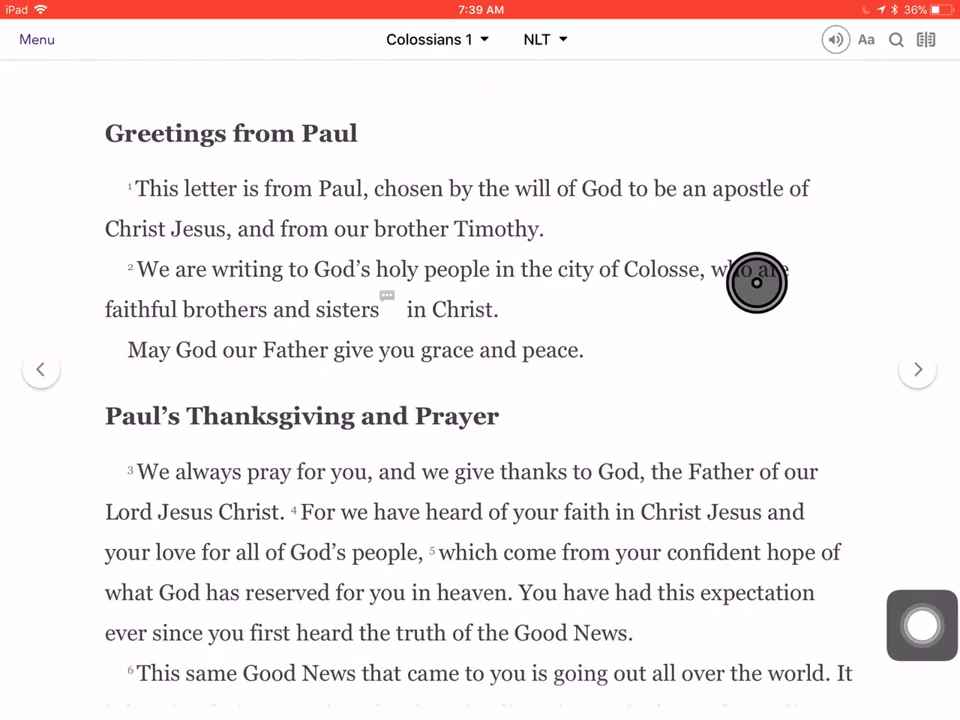 iPad 7:39 AM 36%
Menu Colossians 1 NLT Aa
Greetings from Paul
1 This letter is from Paul, chosen by the will of God to be an apostle of
Christ Jesus, and from our brother Timothy.
2 We are writing to God’s holy people in the city of Colosse, who are
faithful brothers and sisters in Christ.
May God our Father give you grace and peace.
Paul’s Thanksgiving and Prayer
3 We always pray for you, and we give thanks to God, the Father of our
Lord Jesus Christ. 4 For we have heard of your faith in Christ Jesus and
your love for all of God’s people, 5 which come from your confident hope of
what God has reserved for you in heaven. You have had this expectation
ever since you first heard the truth of the Good News.
6 This same Good News that came to you is going out all over the world. It